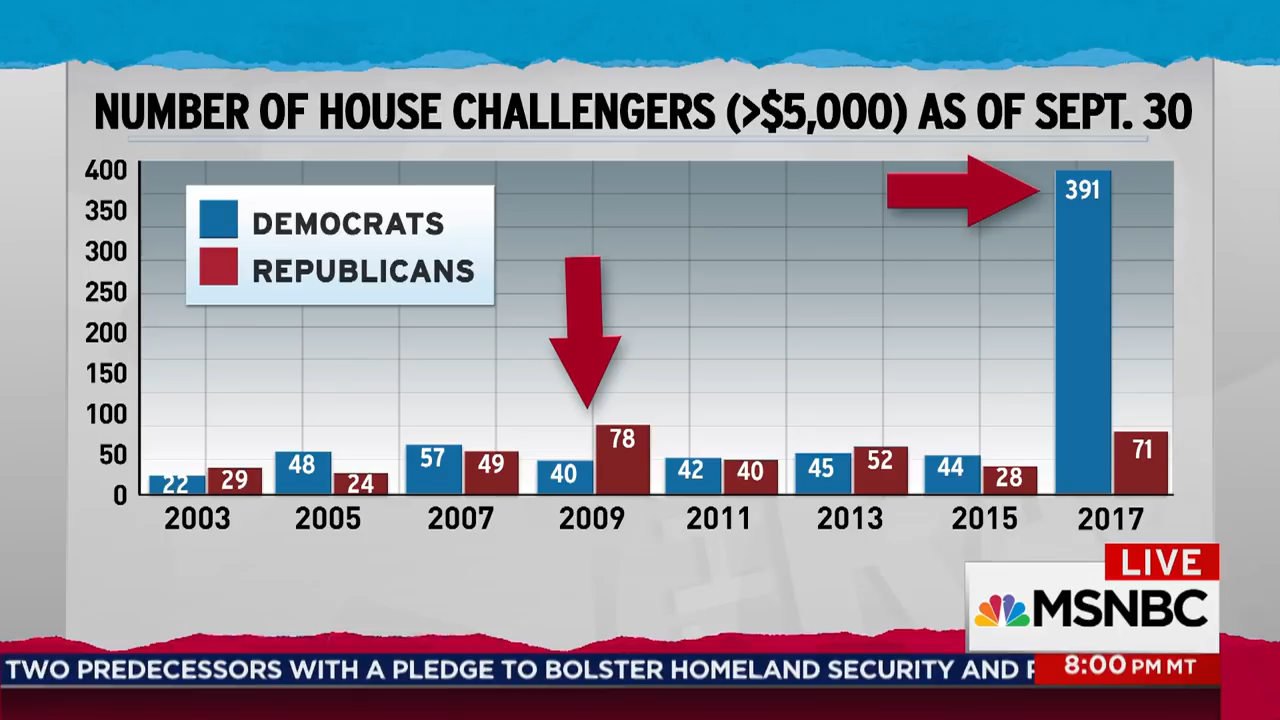 NUMBER OF HOUSE CHALLENGERS (>$5,000) AS OF SEPT. 30
400
350
300
250
200
150
100
50
0
DEMOCRATS
REPUBLICANS
22 29 48 24 57 49 40 78 42 40 45 52 44 28 391 71
2003 2005 2007 2009 2011 2013 2015 2017
LIVE
MSNBC
TWO PREDECESSORS WITH A PLEDGE TO BOLSTER HOMELAND SECURITY AND
8:00 PM MT